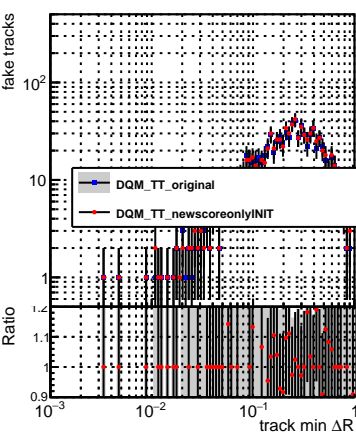 fake tracks
10²
10
1
DQM_TT_original
DQM_TT_newscoreonlyINIT
Ratio
1.2
1.1
1
0.9
10⁻³
10⁻²
10⁻¹
1
track min ΔR